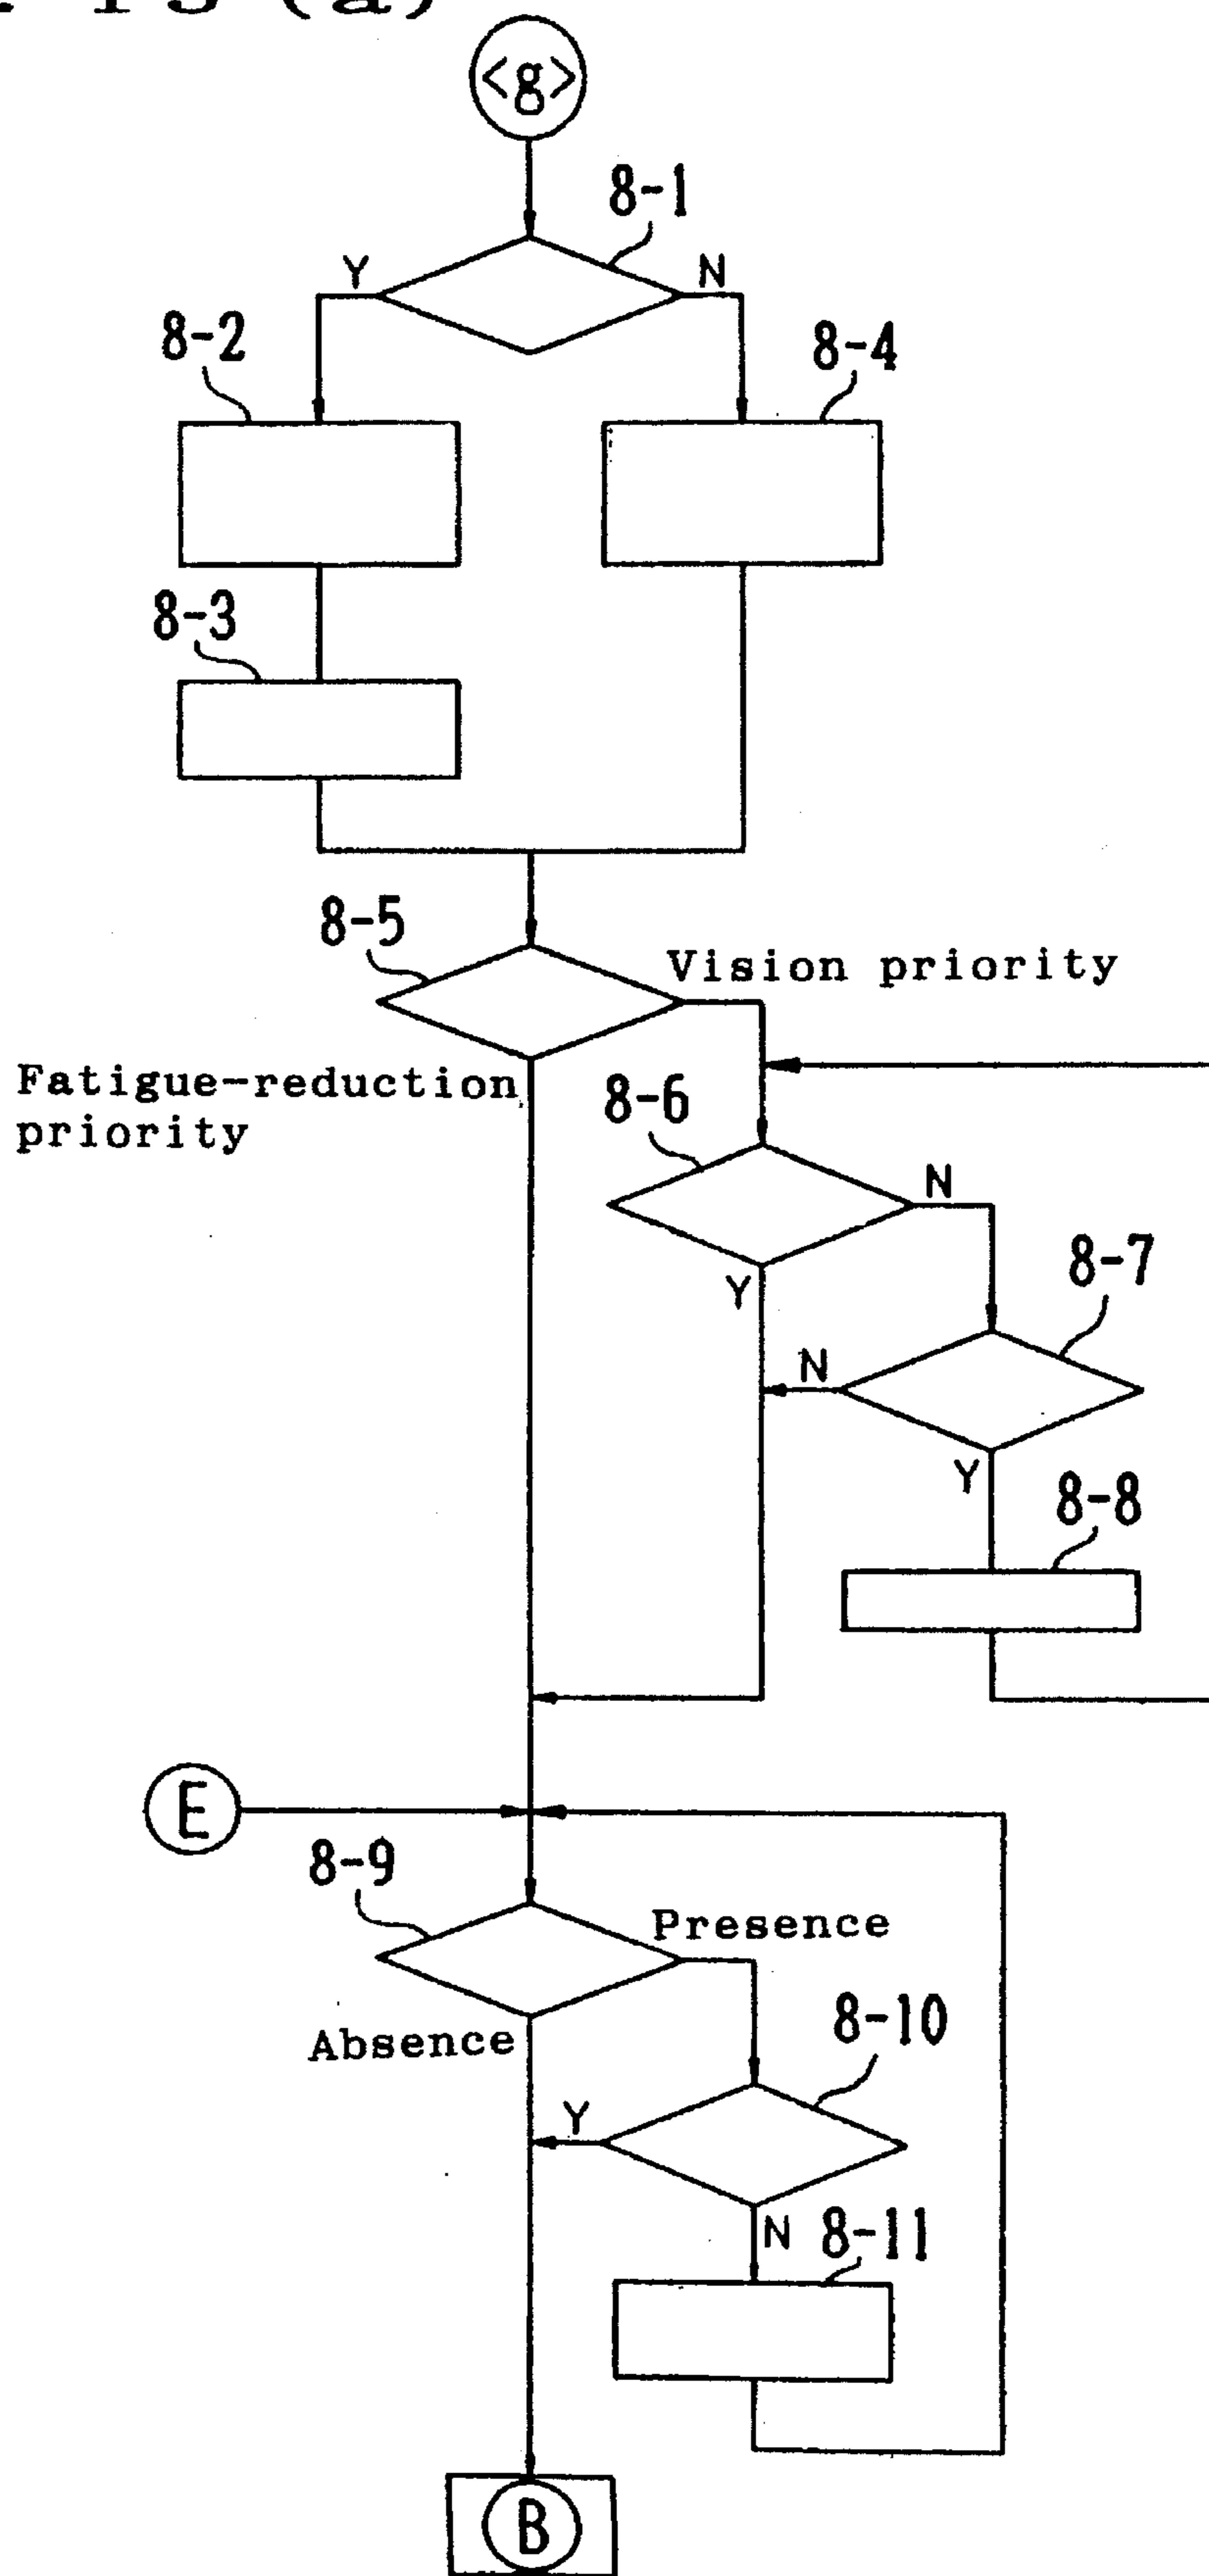 15 (a)
<g>
8-1
Y
N
8-2
8-4
8-3
8-5
Vision priority
Fatigue-reduction
priority
8-6
N
Y
8-7
N
Y
8-8
E
8-9
Presence
Absence
8-10
Y
N
8-11
B